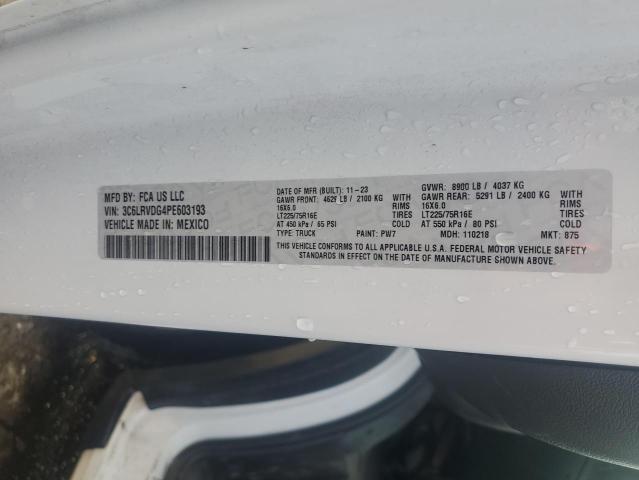 MFD BY: FCA US LLC
VIN: 3C6LRVDG4PE603193
VEHICLE MADE IN: MEXICO
DATE OF MFR (BUILT): 11-23
GAWR FRONT: 4629 LB / 2100 KG WITH
16X6.0 RIMS
LT225/75R16E TIRES
AT 450 kPa / 65 PSI COLD
TYPE: TRUCK PAINT: PW7
GVWR: 8900 LB / 4037 KG
GAWR REAR: 5291 LB / 2400 KG WITH
16X6.0 RIMS
LT225/75R16E TIRES
AT 550 kPa / 80 PSI COLD
MDH: 110218 MKT: 875
THIS VEHICLE CONFORMS TO ALL APPLICABLE U.S.A. FEDERAL MOTOR VEHICLE SAFETY
STANDARDS IN EFFECT ON THE DATE OF MANUFACTURE SHOWN ABOVE.